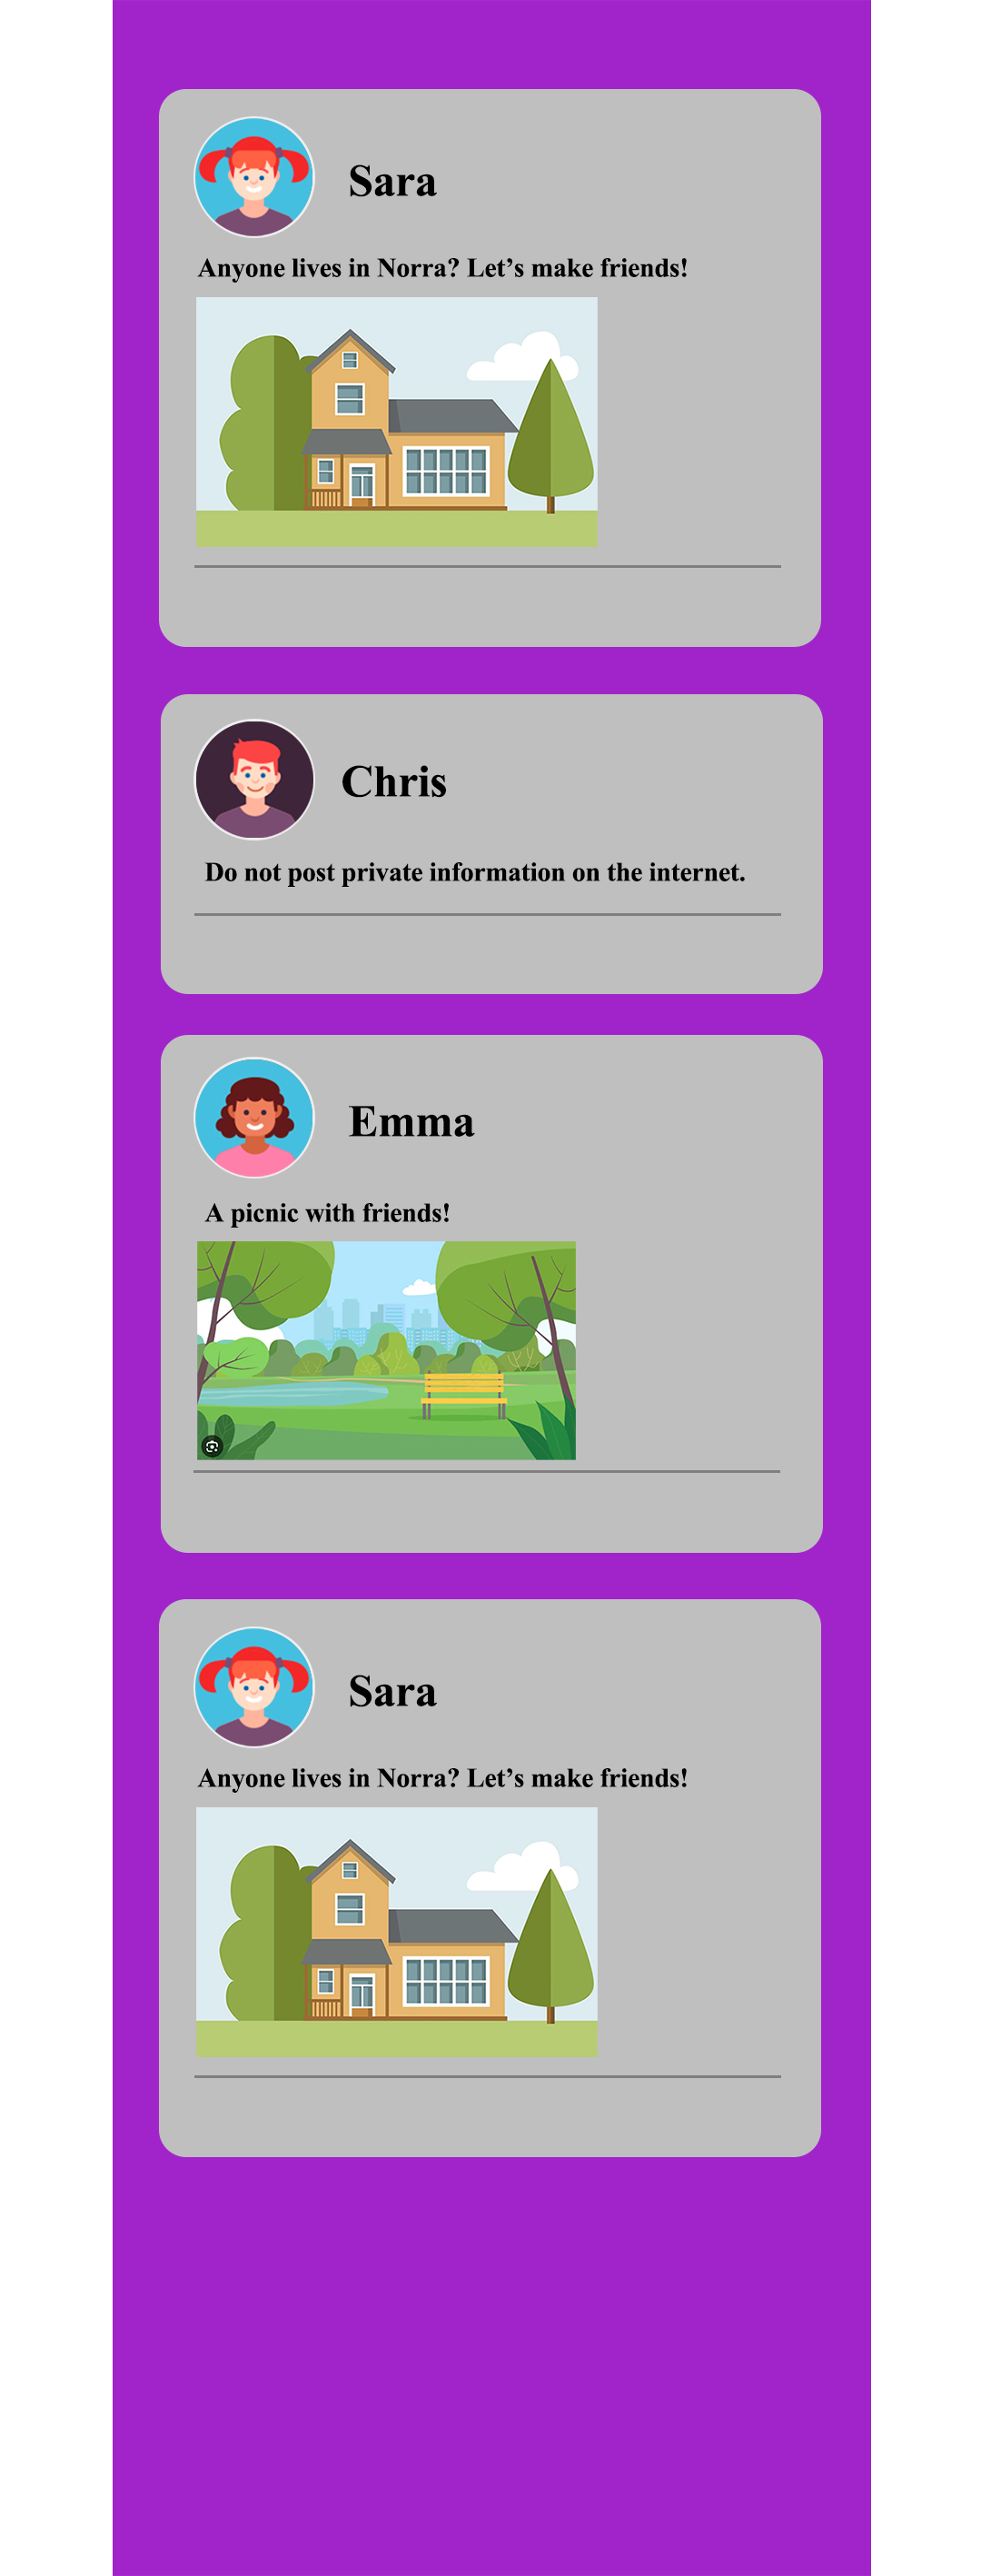 Sara
Anyone lives in Norra? Let’s make friends!
Chris
Do not post private information on the internet.
Emma
A picnic with friends!
Sara
Anyone lives in Norra? Let’s make friends!